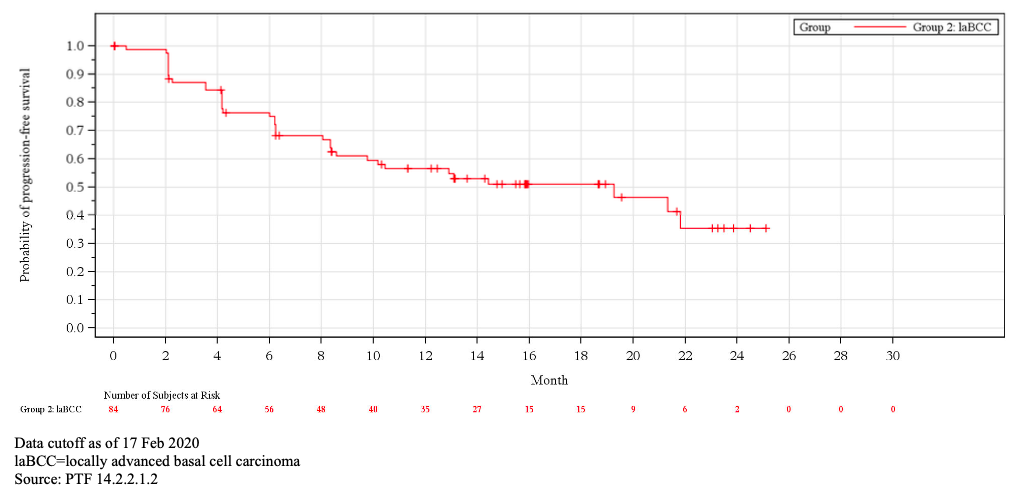 Group Group 2: laBCC
Probability of progression-free survival
1.0
0.9
0.8
0.7
0.6
0.5
0.4
0.3
0.2
0.1
0.0
0 2 4 6 8 10 12 14 16 18 20 22 24 26 28 30
Month
Number of Subjects at Risk
Group 2: laBCC 84 76 64 56 48 40 35 27 15 15 9 6 2 0 0 0
Data cutoff as of 17 Feb 2020
laBCC=locally advanced basal cell carcinoma
Source: PTF 14.2.2.1.2